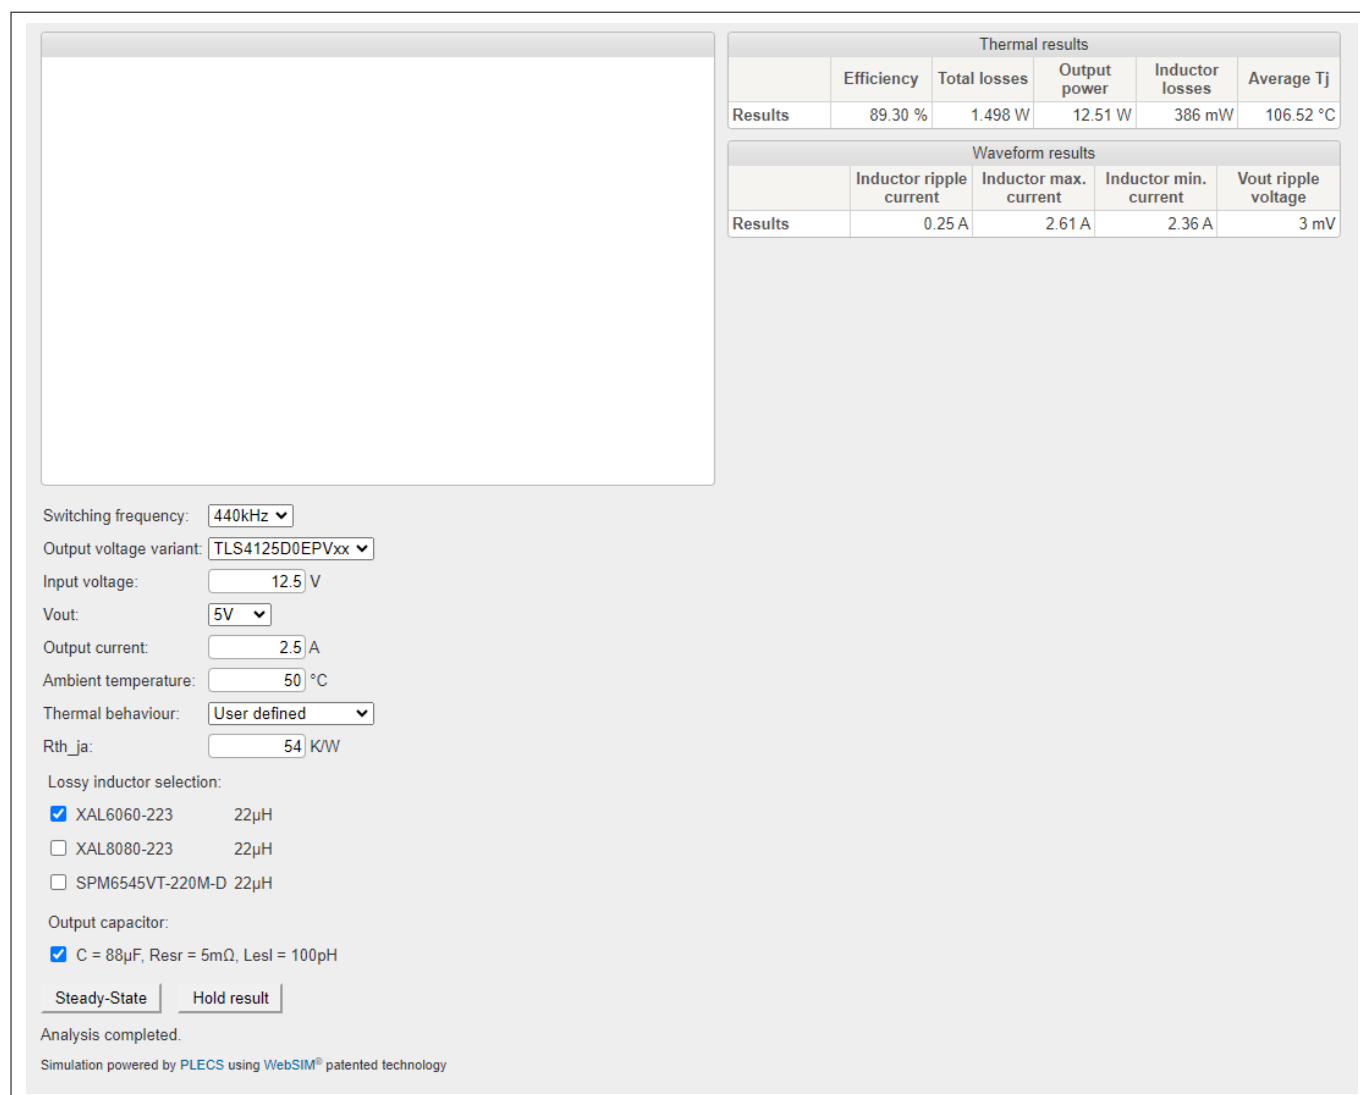 Thermal results
Efficiency Total losses Output power Inductor losses Average Tj
Results 89.30 % 1.498 W 12.51 W 386 mW 106.52 °C
Waveform results
Inductor ripple current Inductor max. current Inductor min. current Vout ripple voltage
Results 0.25 A 2.61 A 2.36 A 3 mV
Switching frequency: 440kHz
Output voltage variant: TLS4125D0EPVxx
Input voltage: 12.5 V
Vout: 5V
Output current: 2.5 A
Ambient temperature: 50 °C
Thermal behaviour: User defined
Rth_ja: 54 K/W
Lossy inductor selection:
XAL6060-223 22µH
XAL8080-223 22µH
SPM6545VT-220M-D 22µH
Output capacitor:
C = 88µF, Resr = 5mΩ, Lesl = 100pH
Steady-State Hold result
Analysis completed.
Simulation powered by PLECS using WebSIM® patented technology